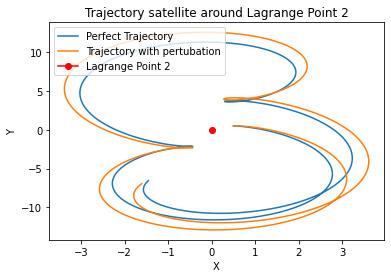 Trajectory satellite around Lagrange Point 2
Perfect Trajectory
Trajectory with pertubation
Lagrange Point 2
Y
10
5
0
−5
−10
−3
−2
−1
0
1
2
3
X